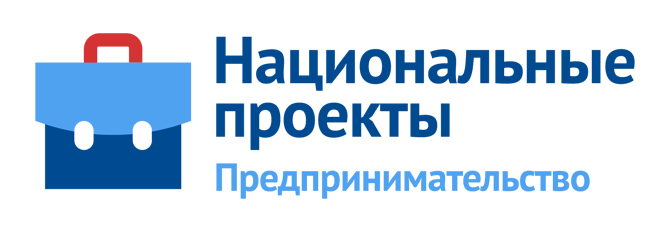 Национальные
проекты
Предпринимательство